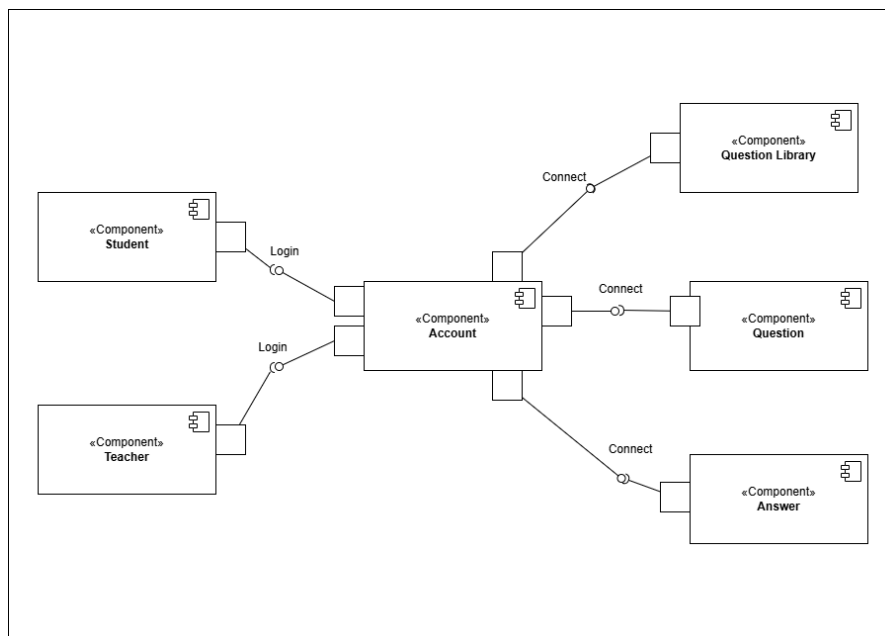 «Component»
Question Library
Connect
«Component»
Student
Login
«Component»
Account
Connect
«Component»
Question
Login
«Component»
Teacher
Connect
«Component»
Answer